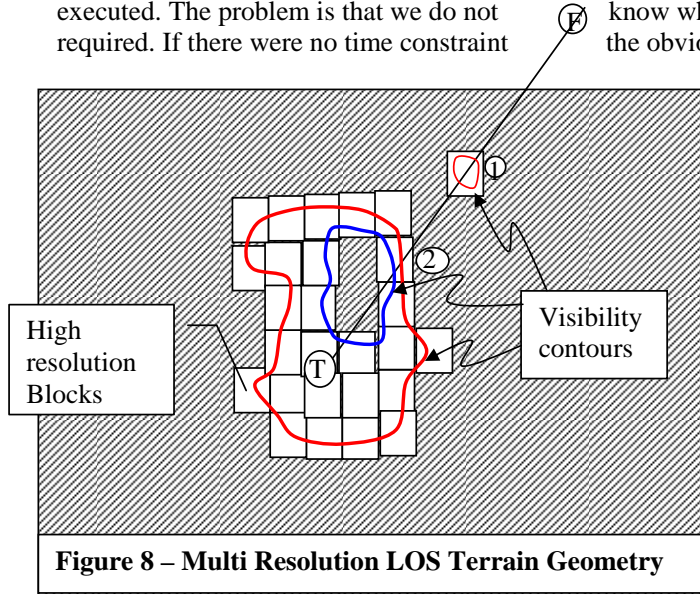 executed. The problem is that we do not
required. If there were no time constraint
F
know wh
the obvio
1
2
High
resolution
Blocks
T
Visibility
contours
Figure 8 – Multi Resolution LOS Terrain Geometry